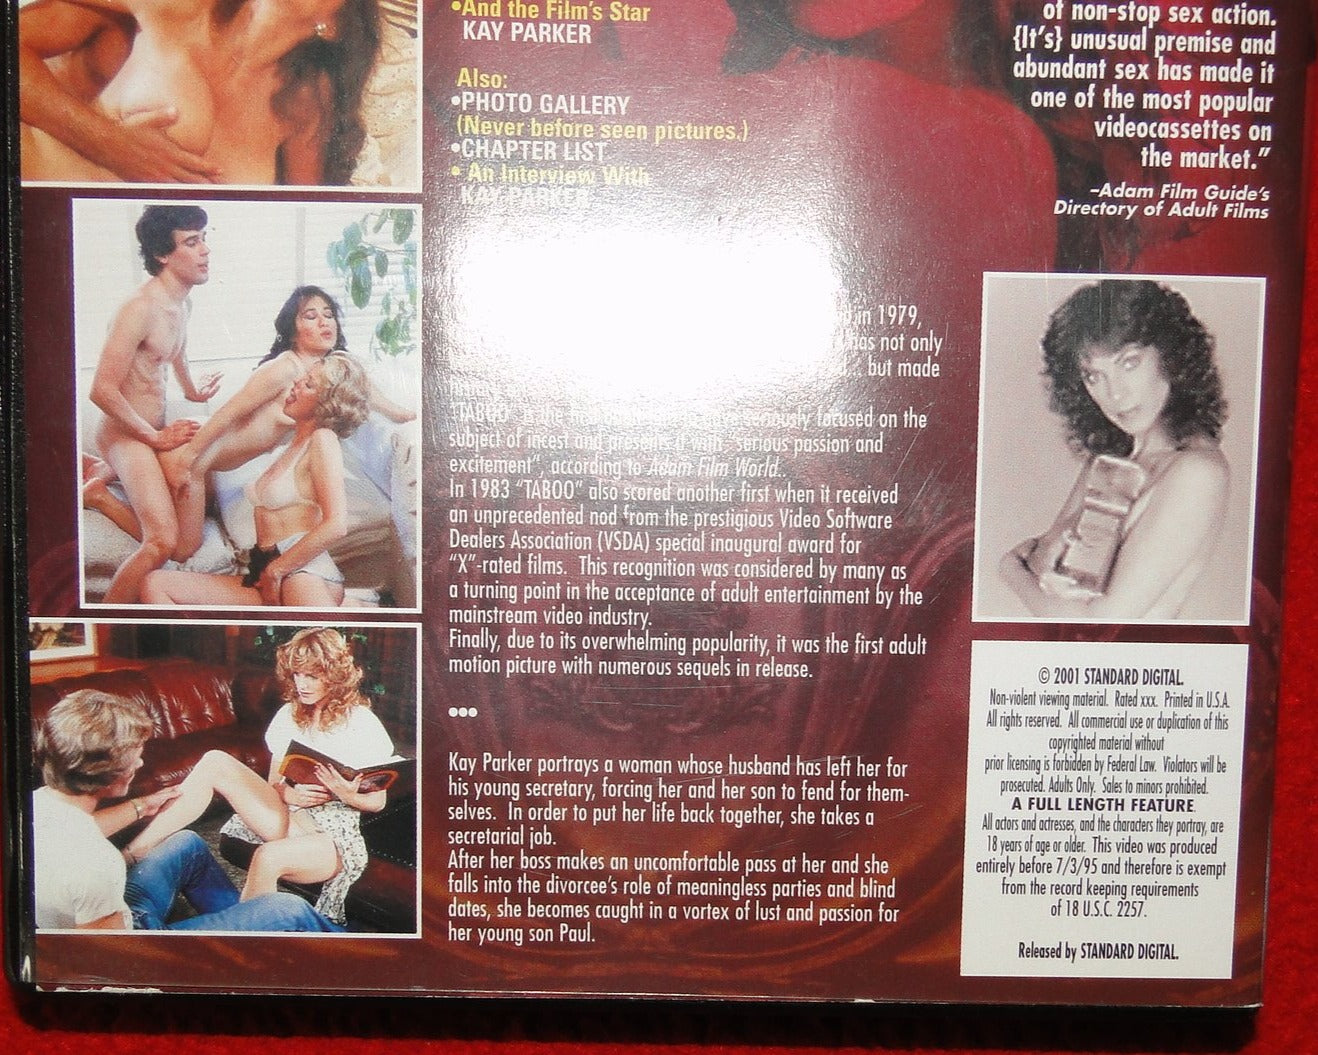 •And the Film's Star
KAY PARKER
Also:
•PHOTO GALLERY
(Never before seen pictures.)
•CHAPTER LIST
• An Interview With
KAY PARKER
of non-stop sex action.
{It's} unusual premise and
abundant sex has made it
one of the most popular
videocassettes on
the market."
–Adam Film Guide's
Directory of Adult Films
in 1979,
has not only
but made
"TABOO" is the
seriously focused on the
subject of incest and presents it with "serious passion and
excitement", according to Adam Film World..
In 1983 "TABOO" also scored another first when it received
an unprecedented nod from the prestigious Video Software
Dealers Association (VSDA) special inaugural award for
"X"-rated films. This recognition was considered by many as
a turning point in the acceptance of adult entertainment by the
mainstream video industry.
Finally, due to its overwhelming popularity, it was the first adult
motion picture with numerous sequels in release.
•••
Kay Parker portrays a woman whose husband has left her for
his young secretary, forcing her and her son to fend for them-
selves. In order to put her life back together, she takes a
secretarial job.
After her boss makes an uncomfortable pass at her and she
falls into the divorcee's role of meaningless parties and blind
dates, she becomes caught in a vortex of lust and passion for
her young son Paul.
© 2001 STANDARD DIGITAL.
Non-violent viewing material. Rated xxx. Printed in U.S.A.
All rights reserved. All commercial use or duplication of this
copyrighted material without
prior licensing is forbidden by Federal Law. Violators will be
prosecuted. Adults Only. Sales to minors prohibited.
A FULL LENGTH FEATURE.
All actors and actresses, and the characters they portray, are
18 years of age or older. This video was produced
entirely before 7/3/95 and therefore is exempt
from the record keeping requirements
of 18 U.S.C. 2257.
Released by STANDARD DIGITAL.